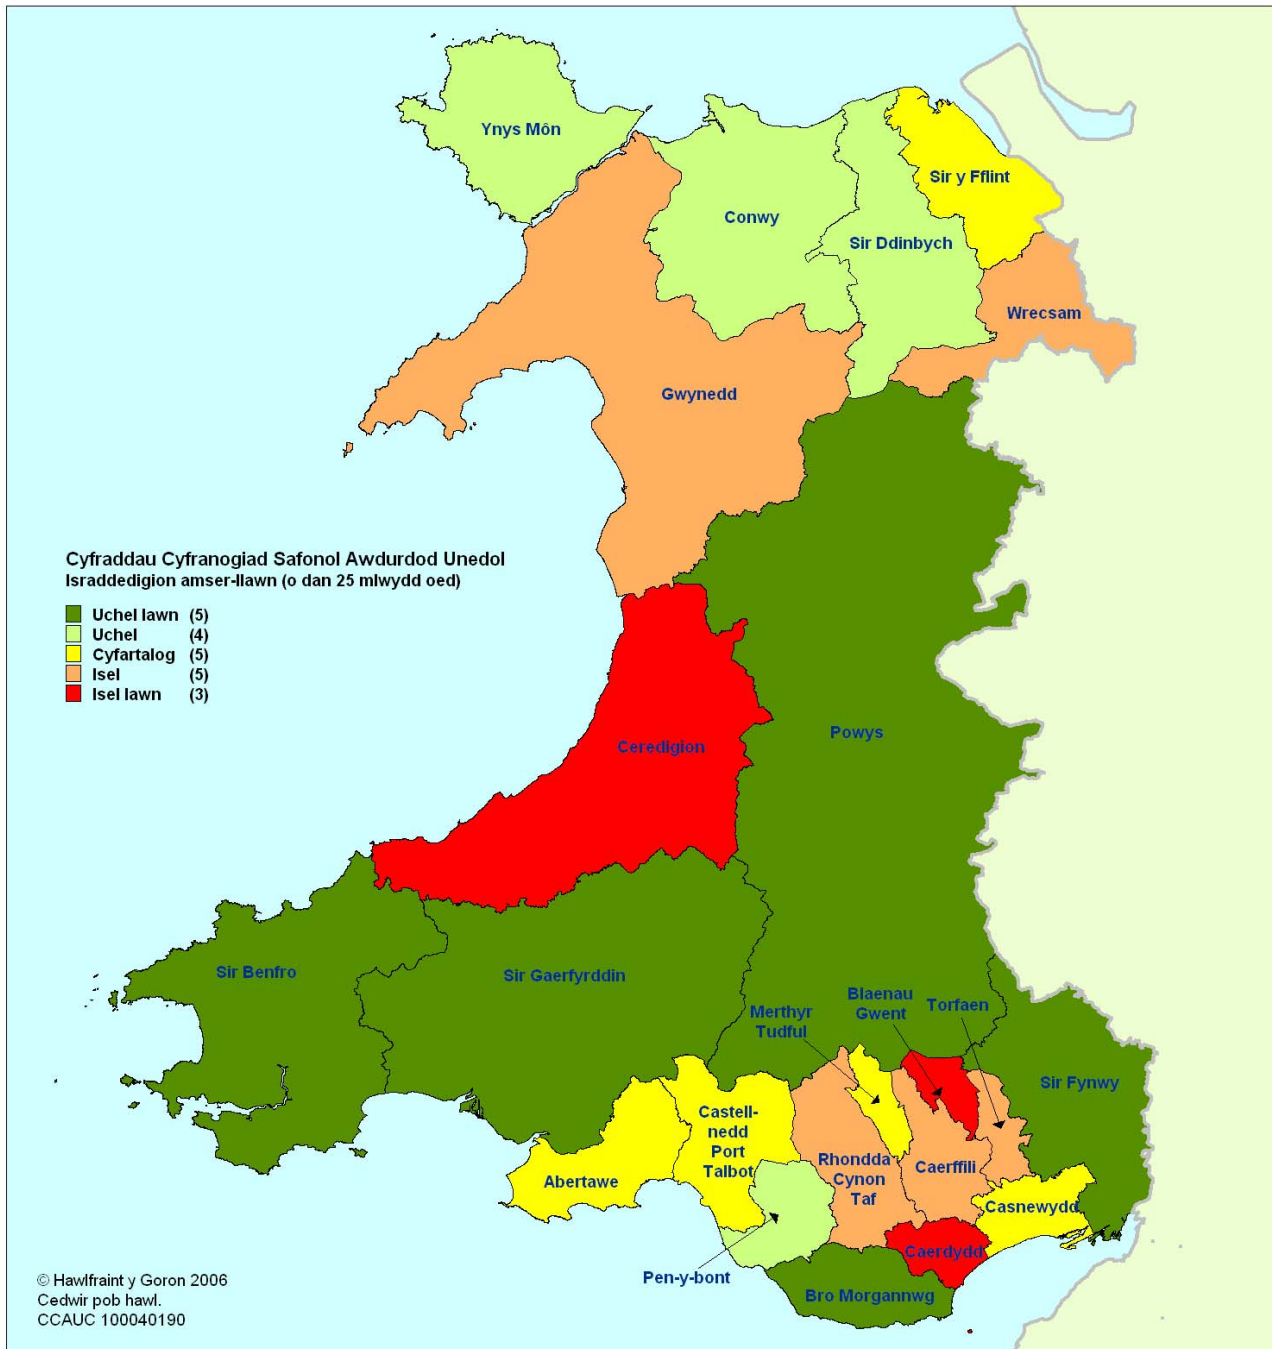 Ynys Môn
Conwy
Sir Ddinbych
Sir y Fflint
Wrecsam
Gwynedd
Cyfraddau Cyfranogiad Safonol Awdurdod Unedol
Israddedigion amser-llawn (o dan 25 mlwydd oed)
Uchel lawn (5)
Uchel (4)
Cyfartalog (5)
Isel (5)
Isel lawn (3)
Ceredigion
Powys
Sir Benfro
Sir Gaerfyrddin
Merthyr
Tudful
Blaenau
Gwent
Torfaen
Sir Fynwy
Abertawe
Castell-
nedd
Port
Talbot
Rhondda
Cynon
Taf
Caerffili
Casnewydd
Caerdydd
Pen-y-bont
Bro Morgannwg
© Hawlfraint y Goron 2006
Cedwir pob hawl.
CCAUC 100040190